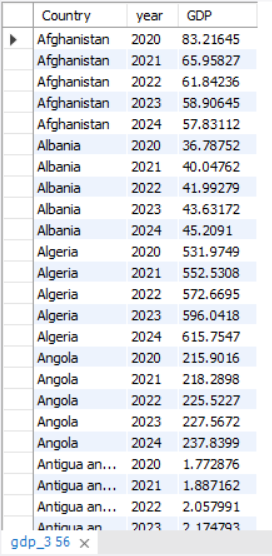 Country year GDP
Afghanistan 2020 83.21645
Afghanistan 2021 65.95827
Afghanistan 2022 61.84236
Afghanistan 2023 58.90645
Afghanistan 2024 57.83112
Albania 2020 36.78752
Albania 2021 40.04762
Albania 2022 41.99279
Albania 2023 43.63172
Albania 2024 45.2091
Algeria 2020 531.9749
Algeria 2021 552.5308
Algeria 2022 572.6695
Algeria 2023 596.0418
Algeria 2024 615.7547
Angola 2020 215.9016
Angola 2021 218.2898
Angola 2022 225.5227
Angola 2023 227.5672
Angola 2024 237.8399
Antigua an... 2020 1.772876
Antigua an... 2021 1.887162
Antigua an... 2022 2.057991
Antigua an... 2023 2.174793
gdp_3 56